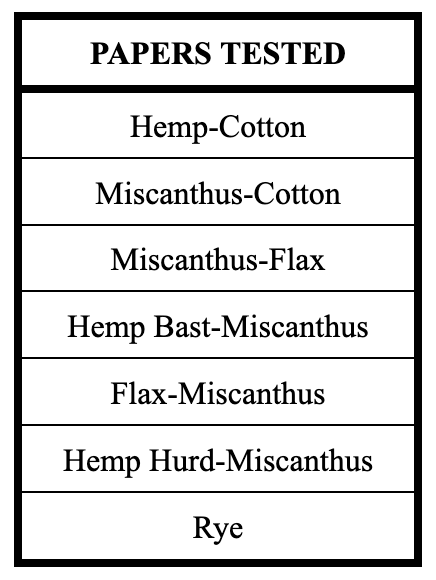 PAPERS TESTED
Hemp-Cotton
Miscanthus-Cotton
Miscanthus-Flax
Hemp Bast-Miscanthus
Flax-Miscanthus
Hemp Hurd-Miscanthus
Rye